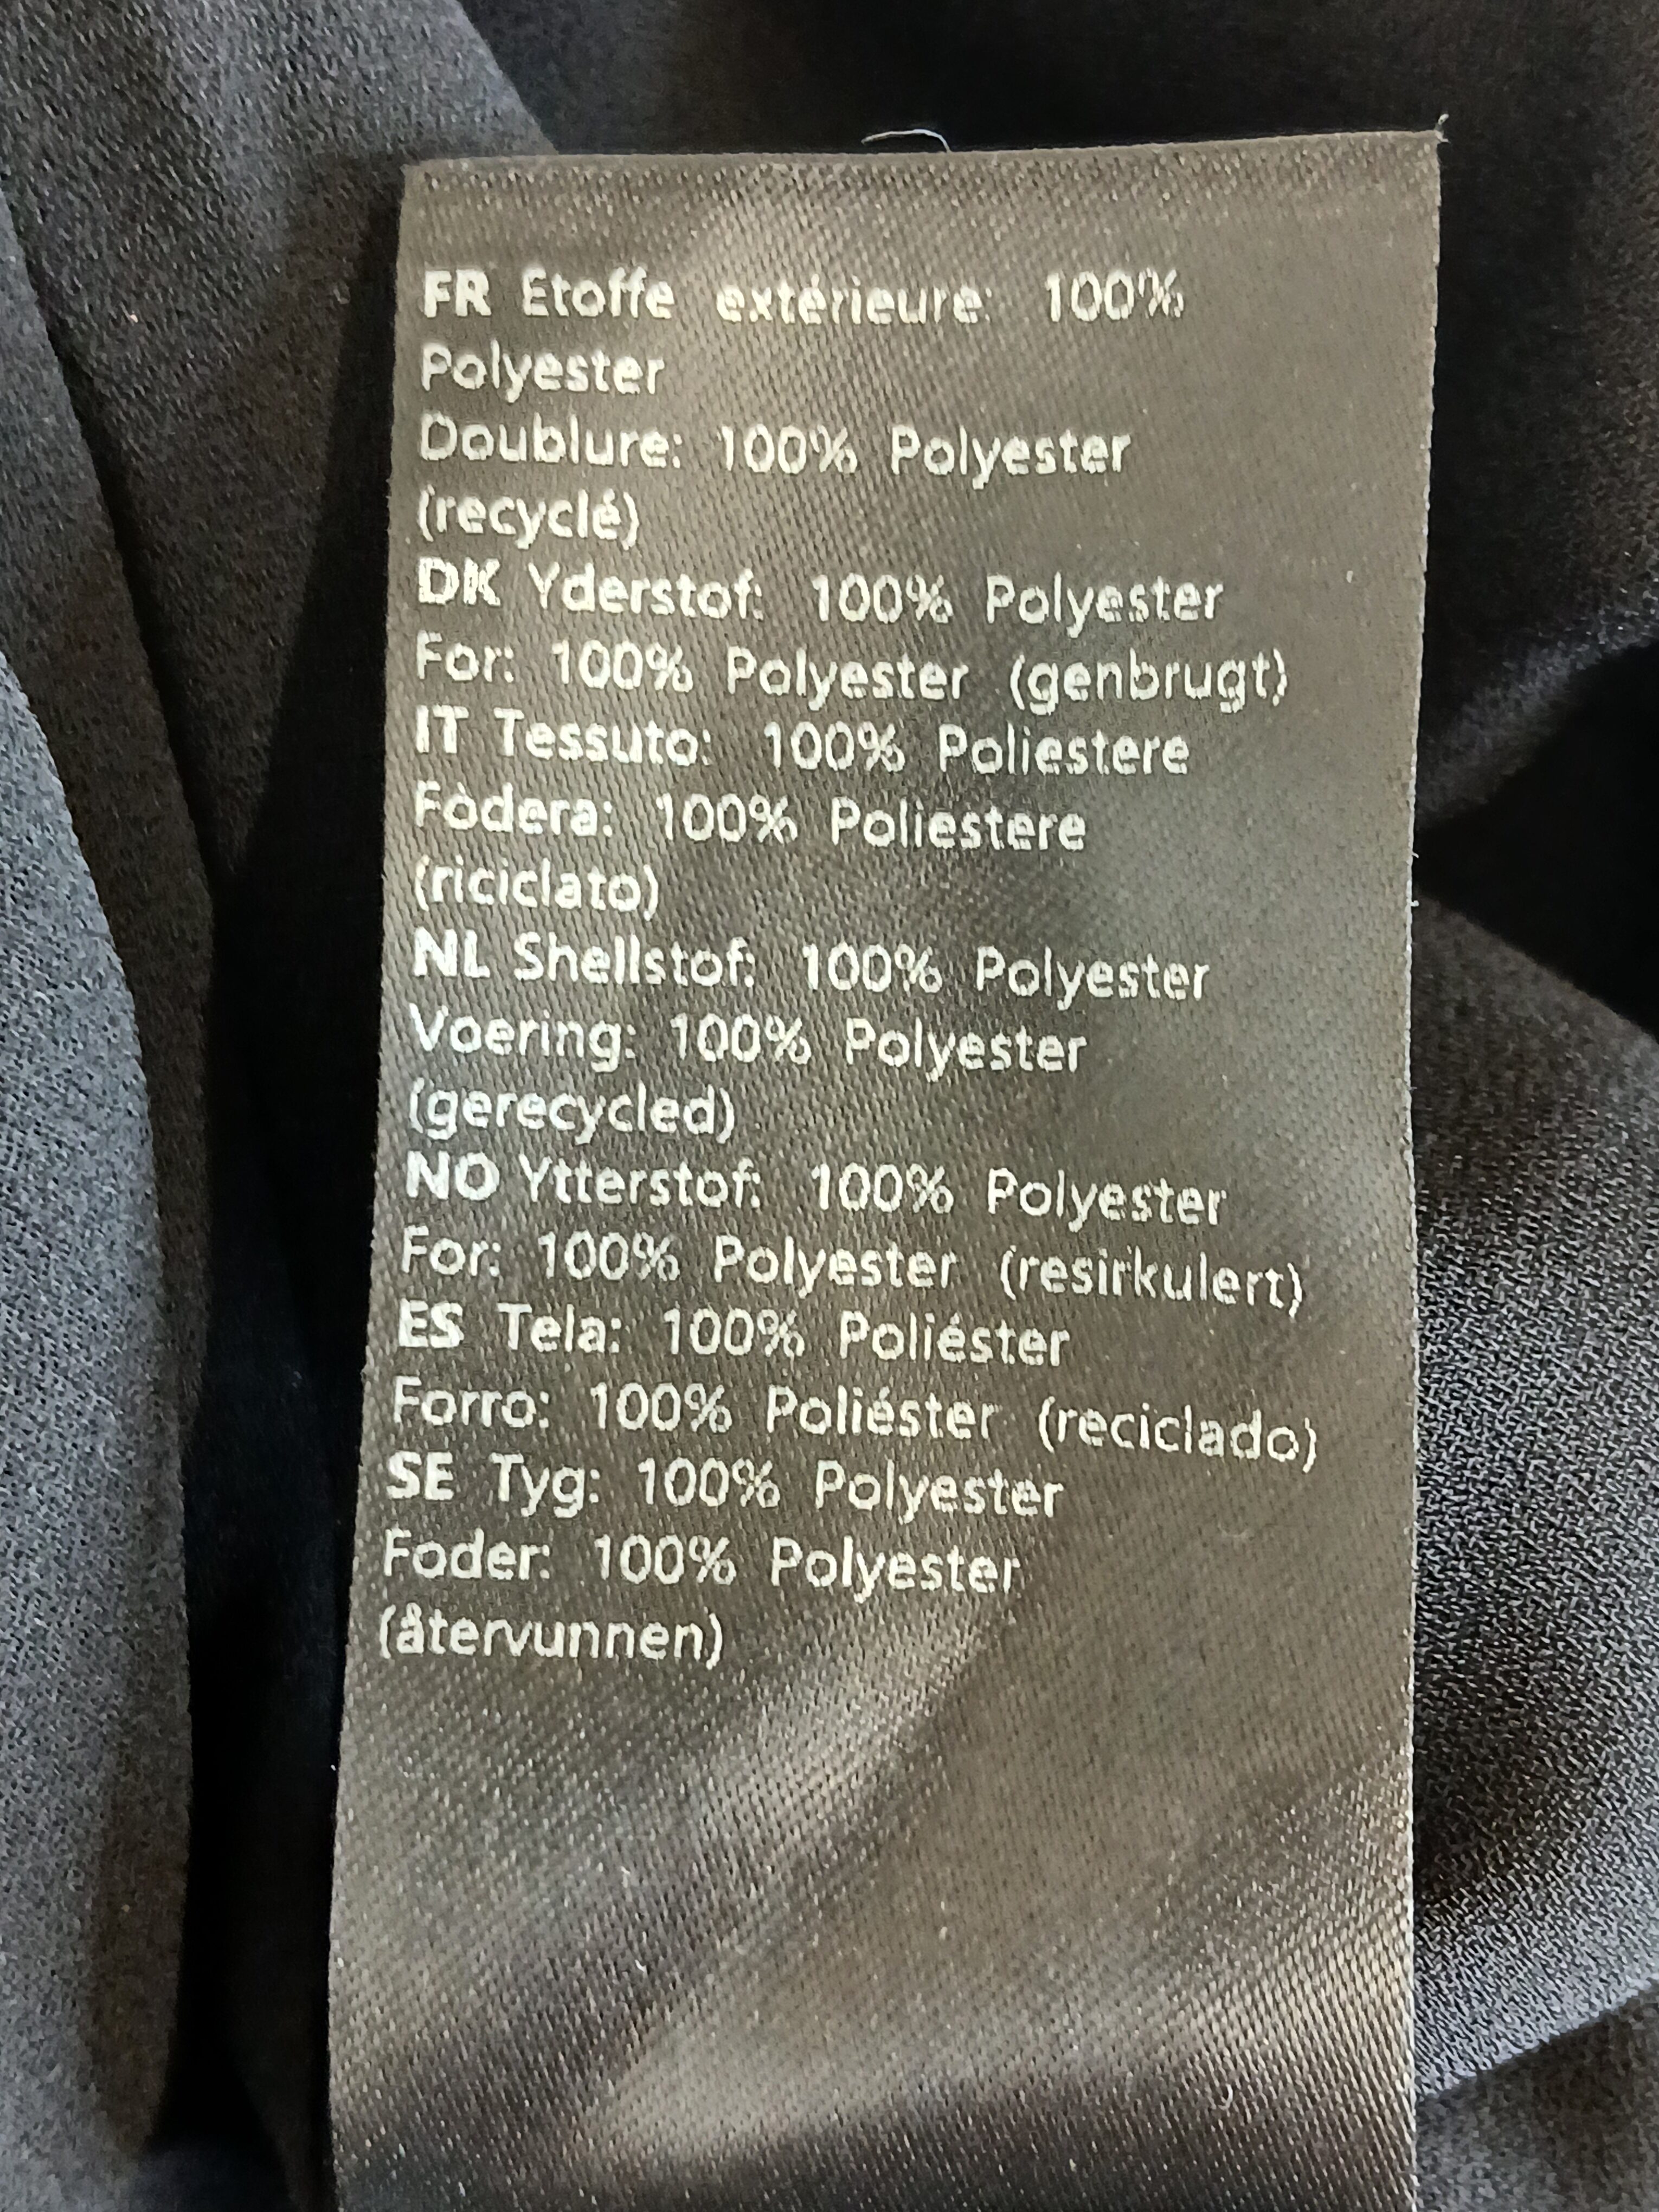 FR Etoffe extérieure: 100%
Polyester
Doublure: 100% Polyester
(recyclé)
DK Yderstof: 100% Polyester
For: 100% Polyester (genbrugt)
IT Tessuto: 100% Poliestere
Fòdera: 100% Poliestere
(riciclato)
NL Shellstof: 100% Polyester
Voering: 100% Polyester
(gerecycled)
NO Ytterstof: 100% Polyester
For: 100% Polyester (resirkulert)
ES Tela: 100% Poliéster
Forro: 100% Poliéster (reciclado)
SE Tyg: 100% Polyester
Foder: 100% Polyester
(återvunnen)